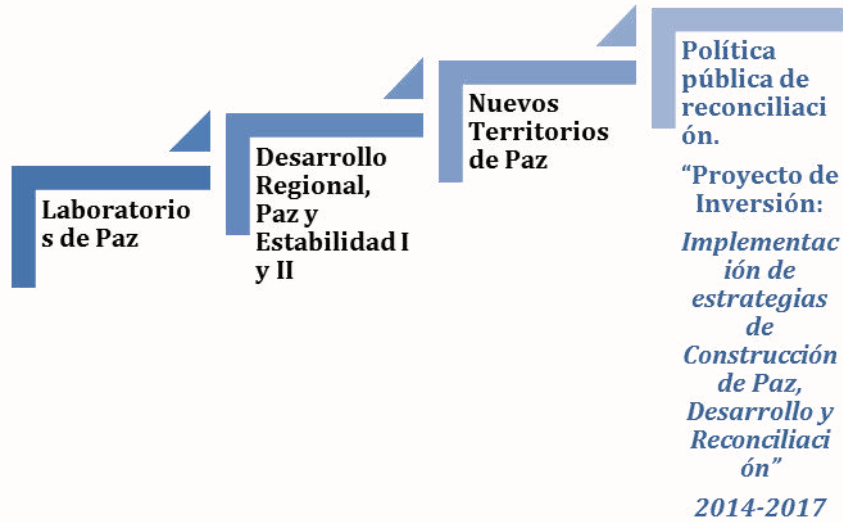 Laboratorio
s de Paz
Desarrollo
Regional,
Paz y
Estabilidad I
y II
Nuevos
Territorios
de Paz
Política
pública de
reconciliaci
ón.
“Proyecto de
Inversión:
Implementac
ión de
estrategias
de
Construcción
de Paz,
Desarrollo y
Reconciliaci
ón”
2014-2017